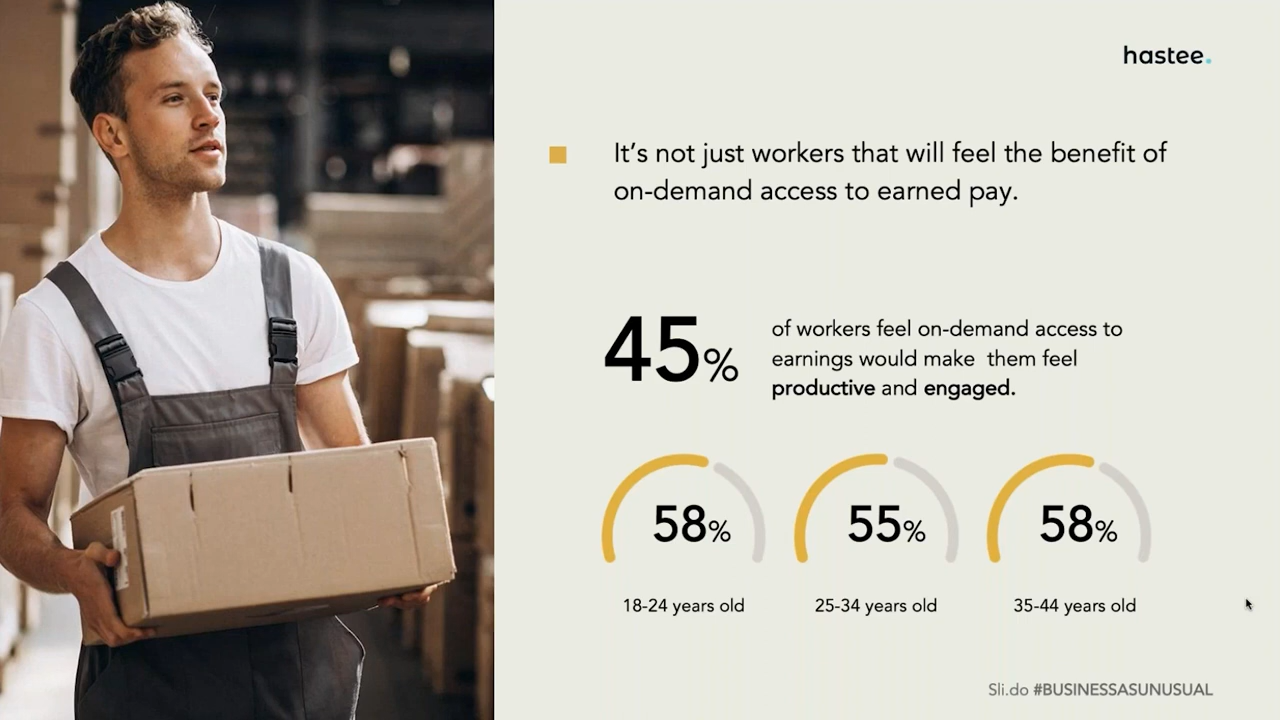 hastee.
It’s not just workers that will feel the benefit of
on-demand access to earned pay.
45%
of workers feel on-demand access to
earnings would make  them feel
productive and engaged.
58%
55%
58%
18-24 years old
25-34 years old
35-44 years old
Sli.do #BUSINESSASUNUSUAL